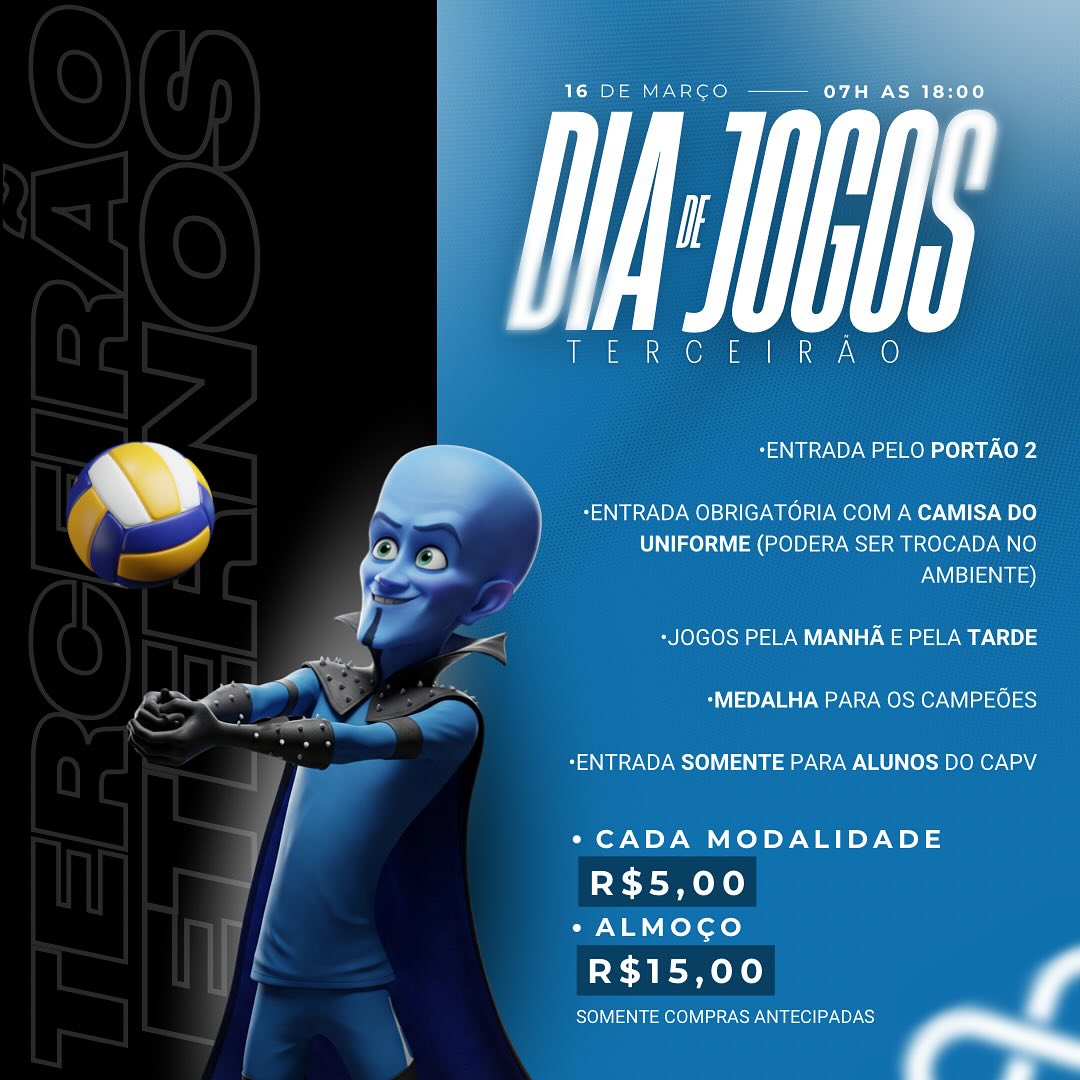 TERCEIRÃO
ETERNOS
16 DE MARÇO
07H AS 18:00
DIA DE JOGOS
TERCEIRÃO
•ENTRADA PELO PORTÃO 2
•ENTRADA OBRIGATÓRIA COM A CAMISA DO
UNIFORME (PODERA SER TROCADA NO
AMBIENTE)
•JOGOS PELA MANHÃ E PELA TARDE
•MEDALHA PARA OS CAMPEÕES
•ENTRADA SOMENTE PARA ALUNOS DO CAPV
• CADA MODALIDADE
R$5,00
• ALMOÇO
R$15,00
SOMENTE COMPRAS ANTECIPADAS